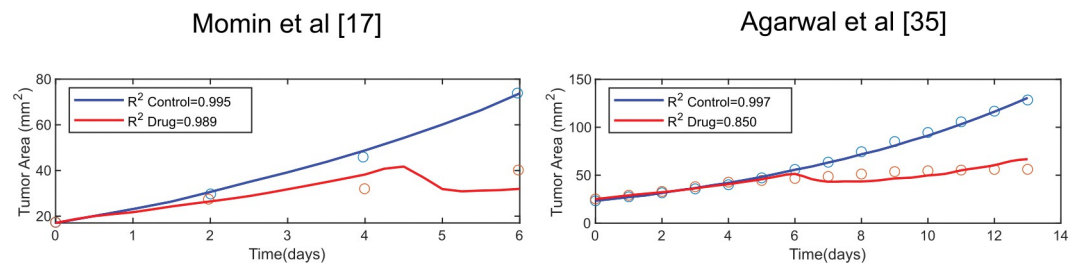 Momin et al [17]
Agarwal et al [35]
Tumor Area (mm²)
80
60
40
20
R² Control=0.995
R² Drug=0.989
0
1
2
3
4
5
6
Time(days)
Tumor Area (mm²)
150
100
50
0
R² Control=0.997
R² Drug=0.850
0
2
4
6
8
10
12
14
Time(days)